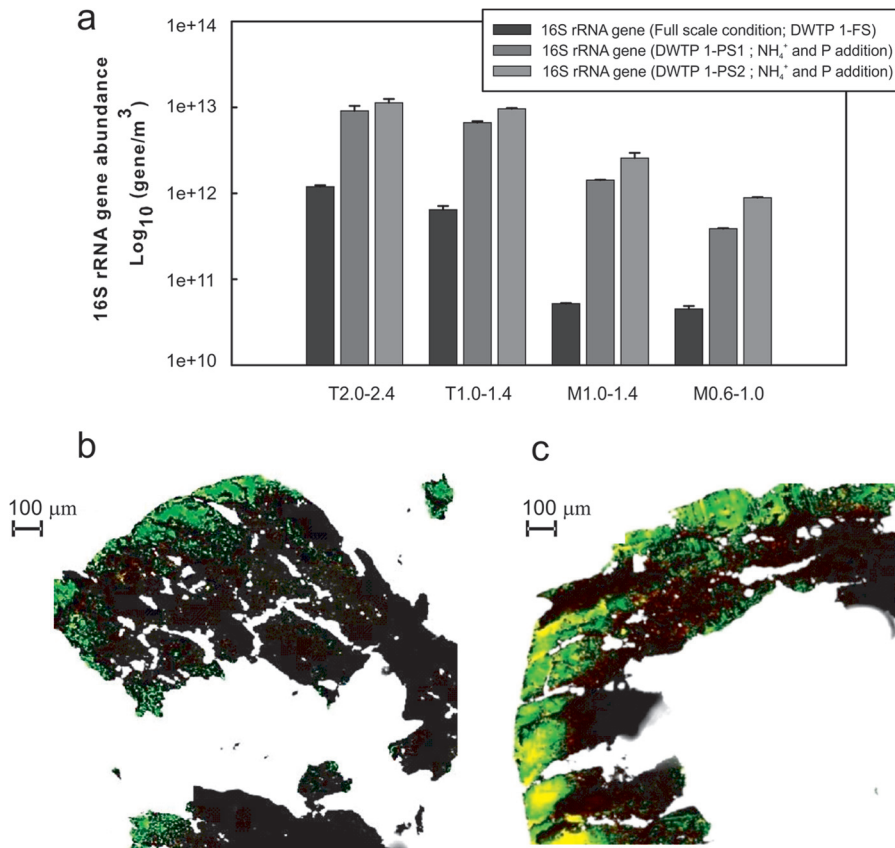 a
16S rRNA gene (Full scale condition; DWTP 1-FS)
16S rRNA gene (DWTP 1-PS1 ; NH₄⁺ and P addition)
16S rRNA gene (DWTP 1-PS2 ; NH₄⁺ and P addition)
16S rRNA gene abundance
Log₁₀ (gene/m³)
1e+14
1e+13
1e+12
1e+11
1e+10
T2.0-2.4 T1.0-1.4 M1.0-1.4 M0.6-1.0
b
100 µm
c
100 µm